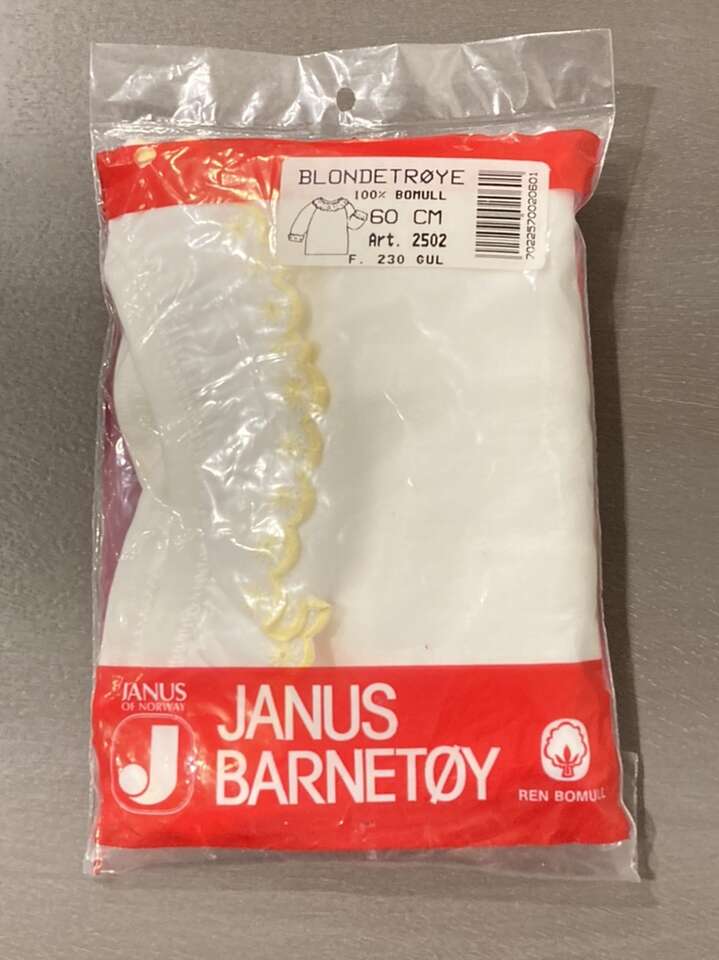 BLONDETRØYE
100% BOMULL
60 CM
Art. 2502
F. 230 GUL
7022570020601
JANUS
OF NORWAY
JANUS
BARNETØY
REN BOMULL